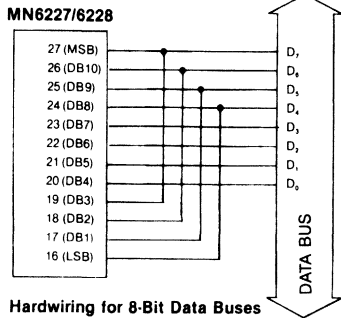 MN6227/6228
27 (MSB) D₇
26 (DB10) D₆
25 (DB9) D₅
24 (DB8) D₄
23 (DB7) D₃
22 (DB6) D₂
21 (DB5) D₁
20 (DB4) D₀
19 (DB3)
18 (DB2)
17 (DB1)
16 (LSB)
DATA BUS
Hardwiring for 8-Bit Data Buses